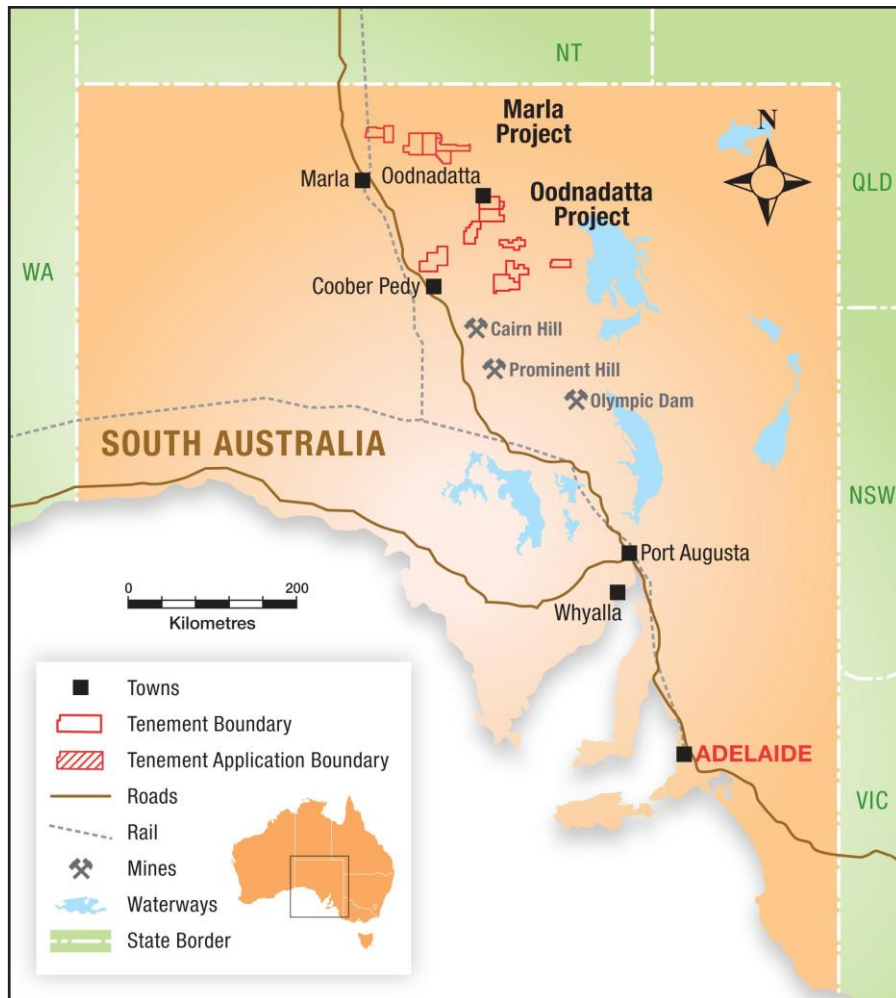 NT
Marla
Project
N
Marla
Oodnadatta
Oodnadatta
Project
QLD
WA
Coober Pedy
Cairn Hill
Prominent Hill
Olympic Dam
SOUTH AUSTRALIA
NSW
Port Augusta
Whyalla
0 200
Kilometres
Towns
Tenement Boundary
Tenement Application Boundary
Roads
Rail
Mines
Waterways
State Border
ADELAIDE
VIC